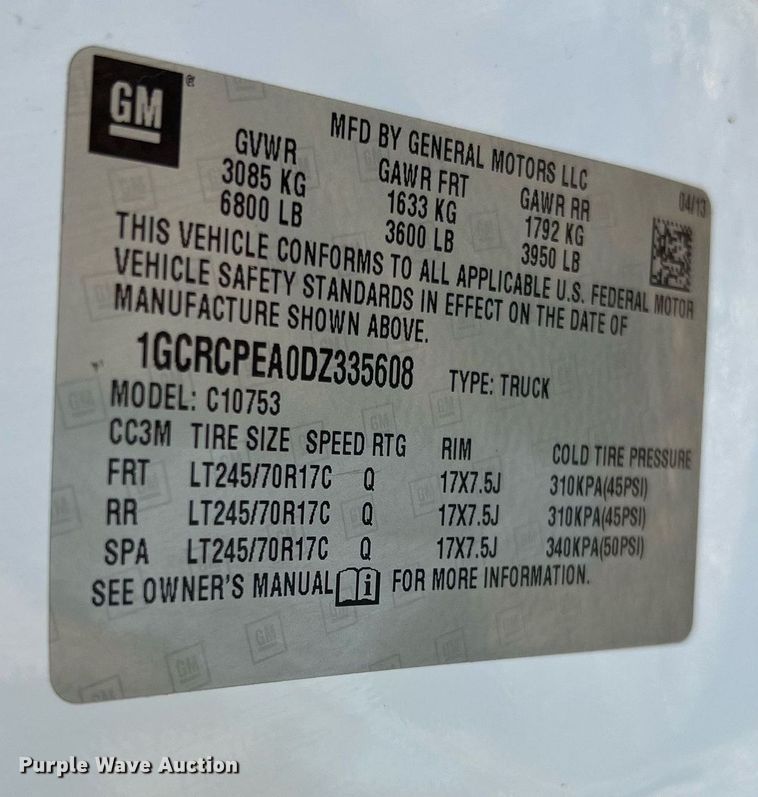 GM
MFD BY GENERAL MOTORS LLC
04/13
GVWR GAWR FRT GAWR RR
3085 KG 1633 KG 1792 KG
6800 LB 3600 LB 3950 LB
THIS VEHICLE CONFORMS TO ALL APPLICABLE U.S. FEDERAL MOTOR
VEHICLE SAFETY STANDARDS IN EFFECT ON THE DATE OF
MANUFACTURE SHOWN ABOVE.
1GCRCPEA0DZ335608 TYPE: TRUCK
MODEL: C10753
CC3M TIRE SIZE SPEED RTG RIM COLD TIRE PRESSURE
FRT LT245/70R17C Q 17X7.5J 310KPA(45PSI)
RR LT245/70R17C Q 17X7.5J 310KPA(45PSI)
SPA LT245/70R17C Q 17X7.5J 340KPA(50PSI)
SEE OWNER'S MANUAL i FOR MORE INFORMATION.
Purple Wave Auction